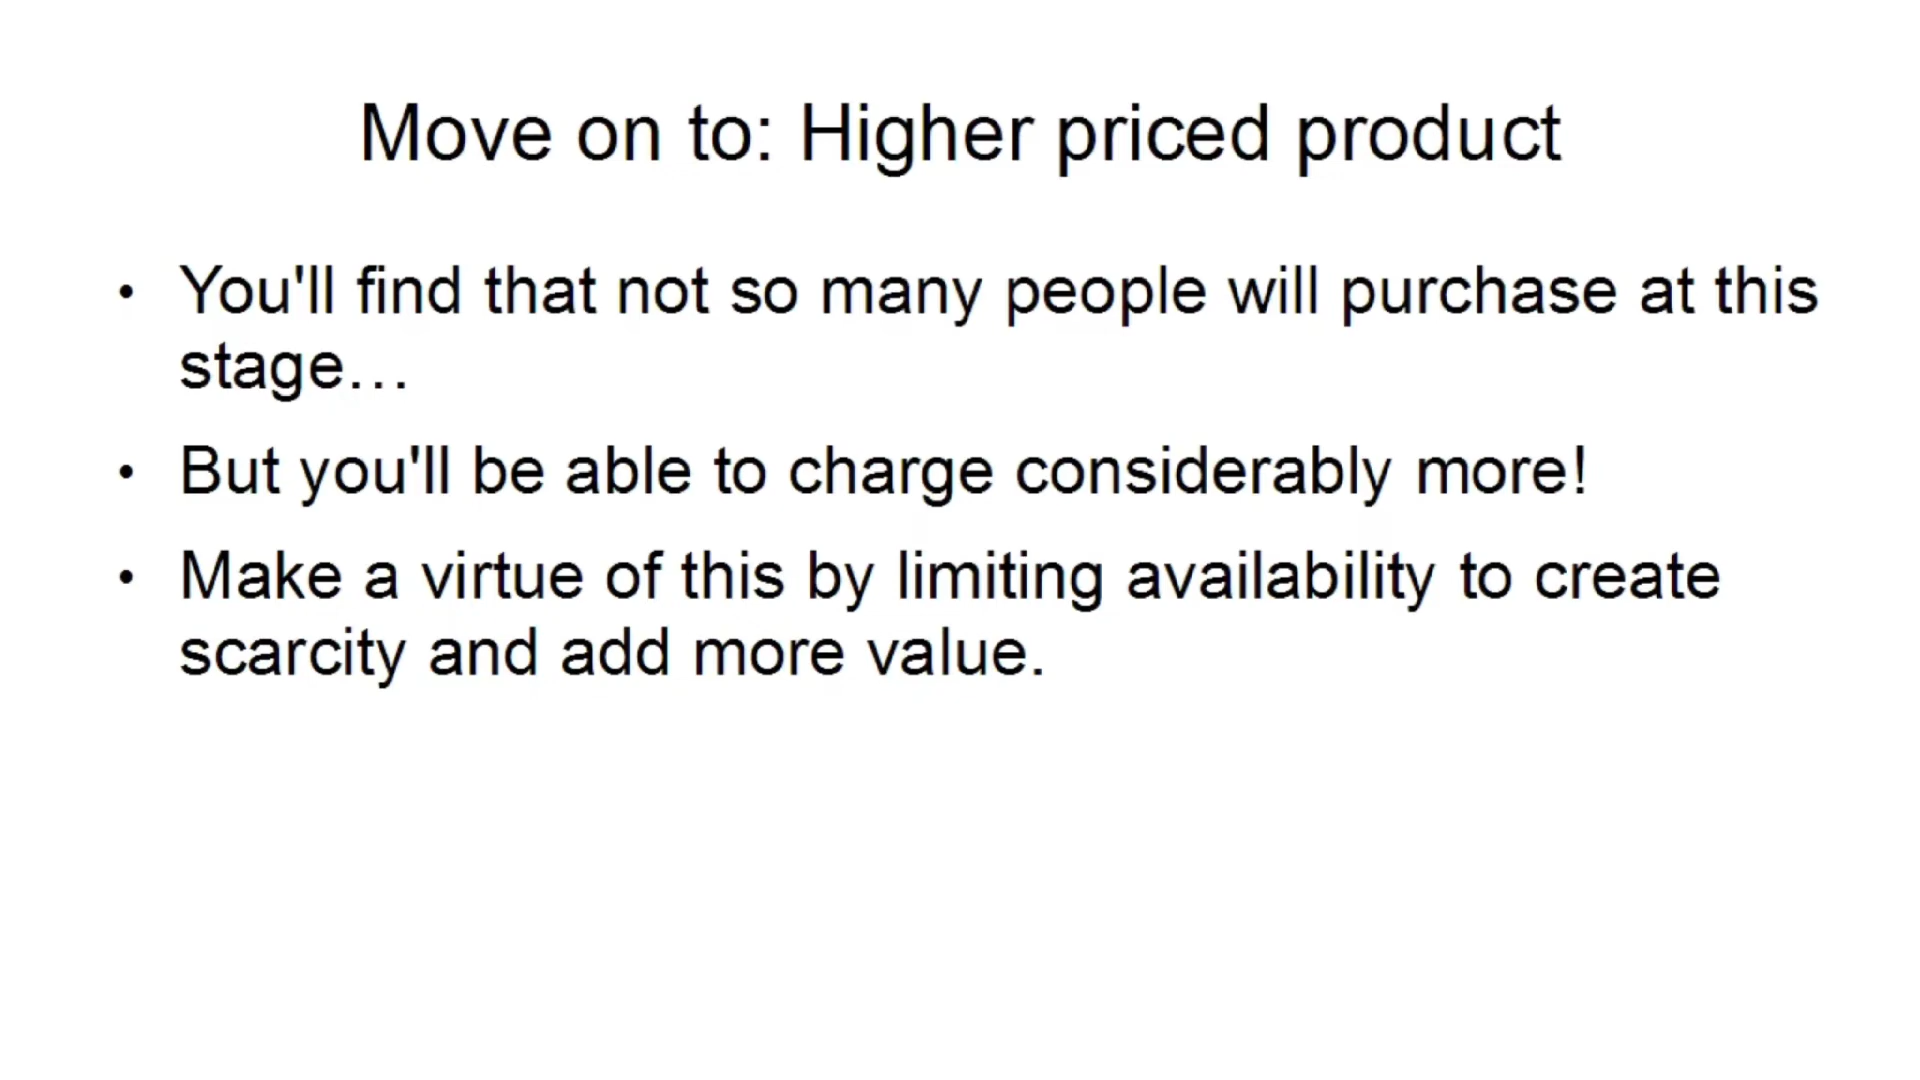 Move on to: Higher priced product
• You'll find that not so many people will purchase at this
stage…
• But you'll be able to charge considerably more!
• Make a virtue of this by limiting availability to create
scarcity and add more value.